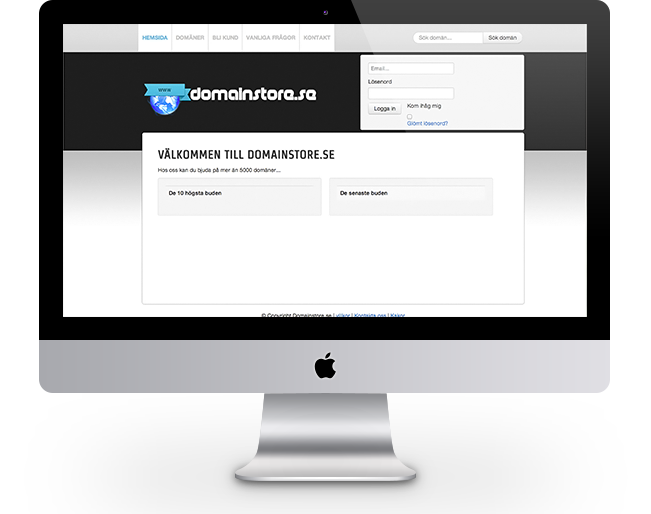 HEMSIDA DOMÄNER BLI KUND VANLIGA FRÅGOR KONTAKT Sök domän... Sök domän
Email...
Lösenord
Logga in Kom ihåg mig
Glömt lösenord?
www domainstore.se
VÄLKOMMEN TILL DOMAINSTORE.SE
Hos oss kan du bjuda på mer än 5000 domäner...
De 10 högsta buden De senaste buden
© Copyright Domainstore.se | villkor | Kontakta oss | Kakor